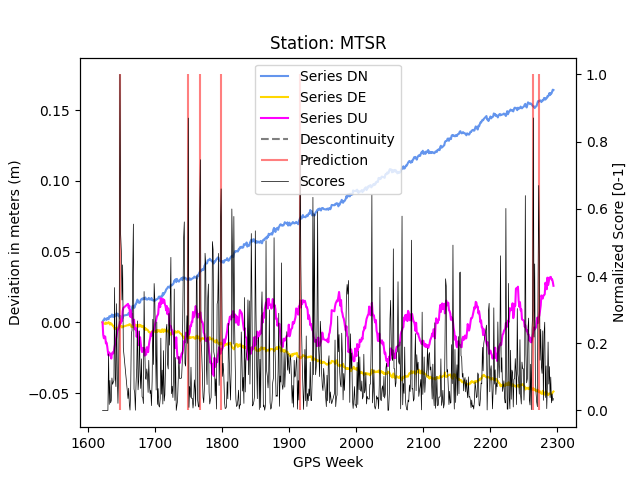 Station: MTSR
Series DN
Series DE
Series DU
Descontinuity
Prediction
Scores
Deviation in meters (m)
0.15
0.10
0.05
0.00
−0.05
1.0
0.8
0.6
0.4
0.2
0.0
Normalized Score [0-1]
1600 1700 1800 1900 2000 2100 2200 2300
GPS Week